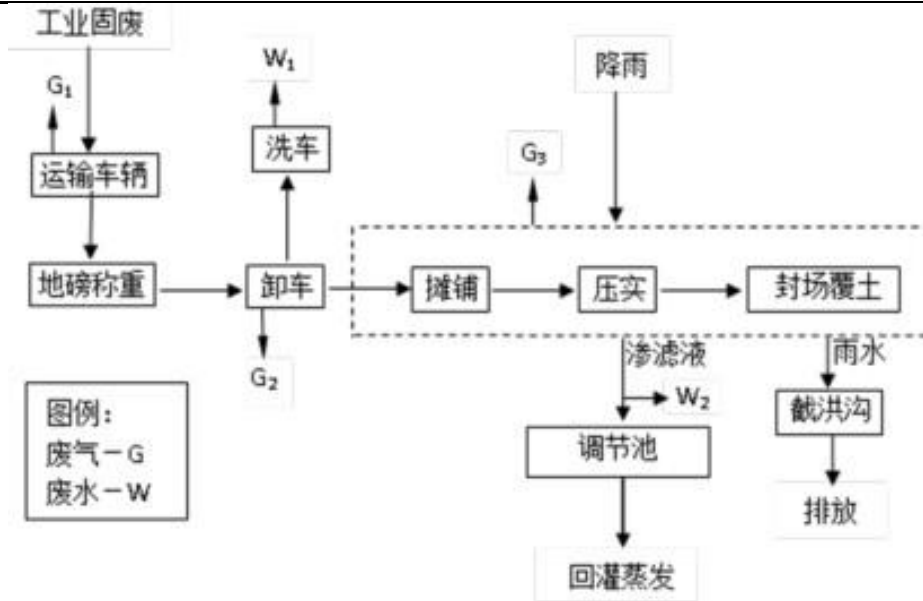 工业固废
W₁
降雨
G₁
洗车
G₃
运输车辆
地磅称重
卸车
摊铺
压实
封场覆土
G₂
渗滤液
雨水
W₂
截洪沟
图例：
废气－G
废水－W
调节池
排放
回灌蒸发